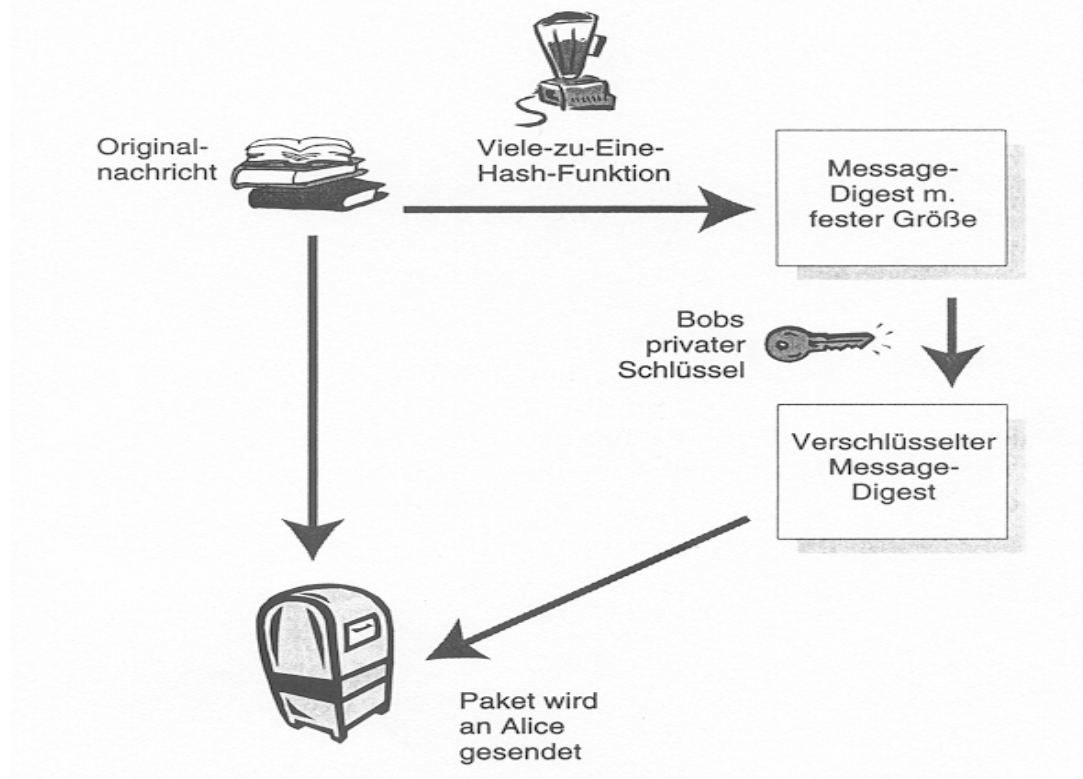 Original-
nachricht
Viele-zu-Eine-
Hash-Funktion
Message-
Digest m.
fester Größe
Bobs
privater
Schlüssel
Verschlüsselter
Message-
Digest
Paket wird
an Alice
gesendet